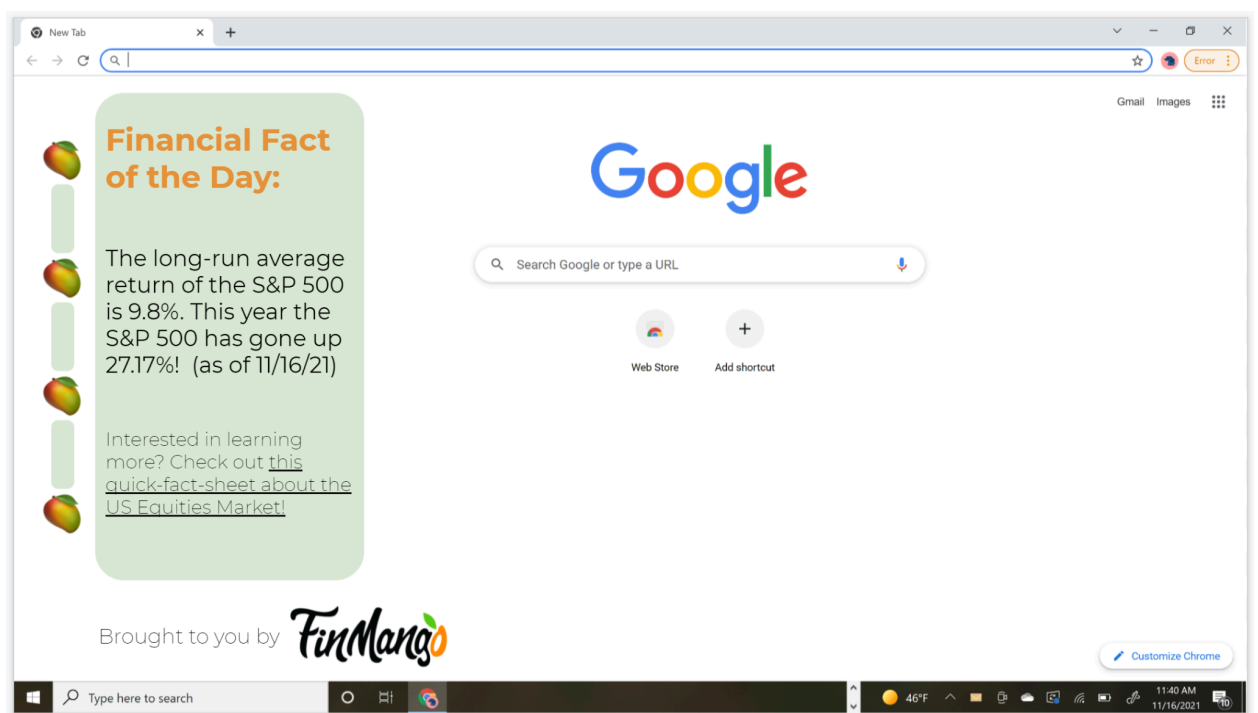 New Tab
Error
Gmail Images
Financial Fact
of the Day:
The long-run average
return of the S&P 500
is 9.8%. This year the
S&P 500 has gone up
27.17%! (as of 11/16/21)
Interested in learning
more? Check out this
quick-fact-sheet about the
US Equities Market!
Brought to you by FinMango
Google
Search Google or type a URL
Web Store Add shortcut
Customize Chrome
Type here to search
46°F
11:40 AM
11/16/2021
10